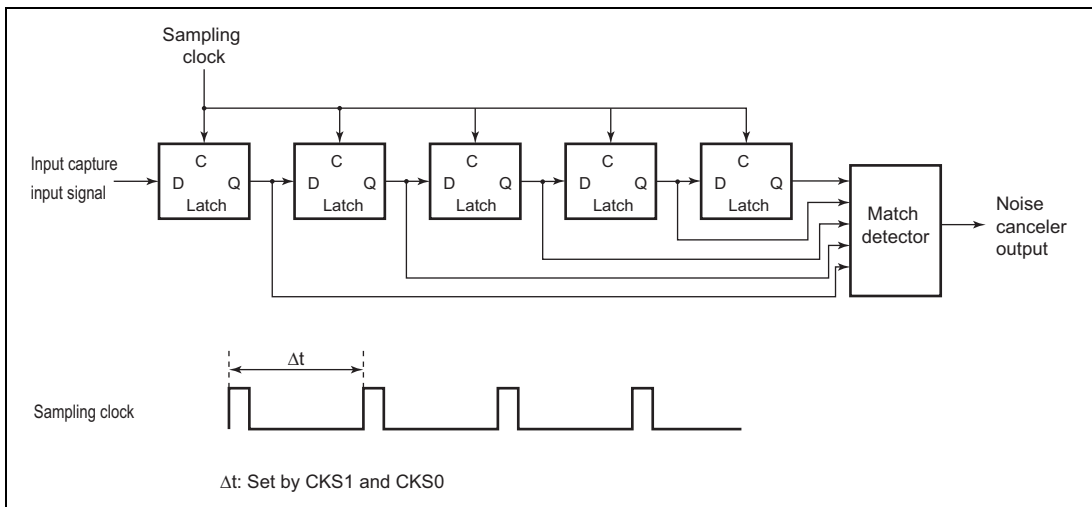 Sampling
clock
Input capture
input signal
C
D Q
Latch
C
D Q
Latch
C
D Q
Latch
C
D Q
Latch
C
D Q
Latch
Match
detector
Noise
canceler
output
Δt
Sampling clock
Δt: Set by CKS1 and CKS0